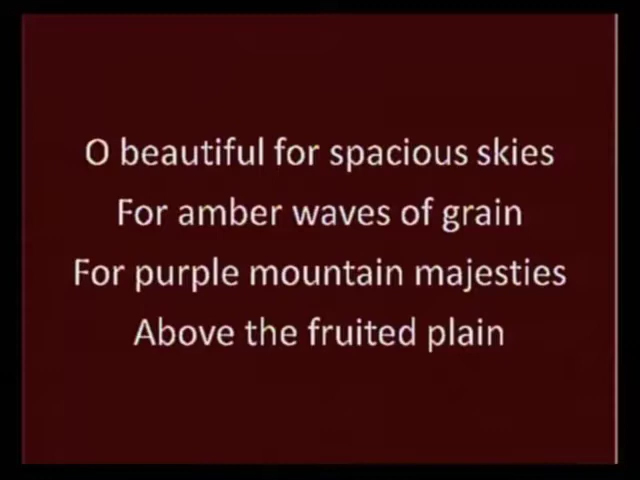 O beautiful for spacious skies
For amber waves of grain
For purple mountain majesties
Above the fruited plain